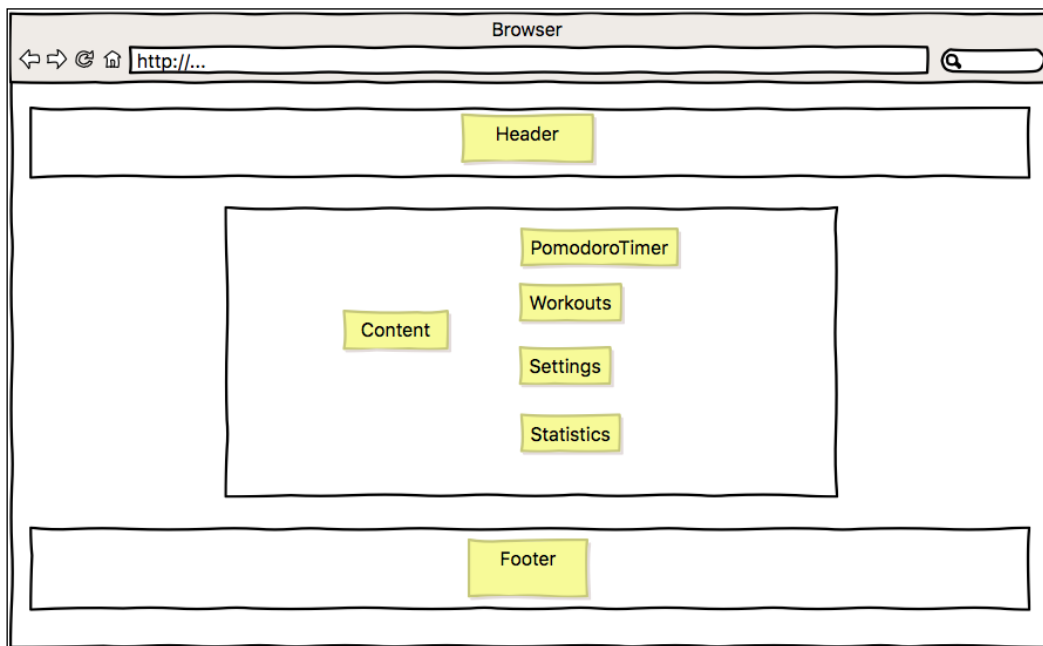 Browser
http://...
Header
PomodoroTimer
Workouts
Content
Settings
Statistics
Footer